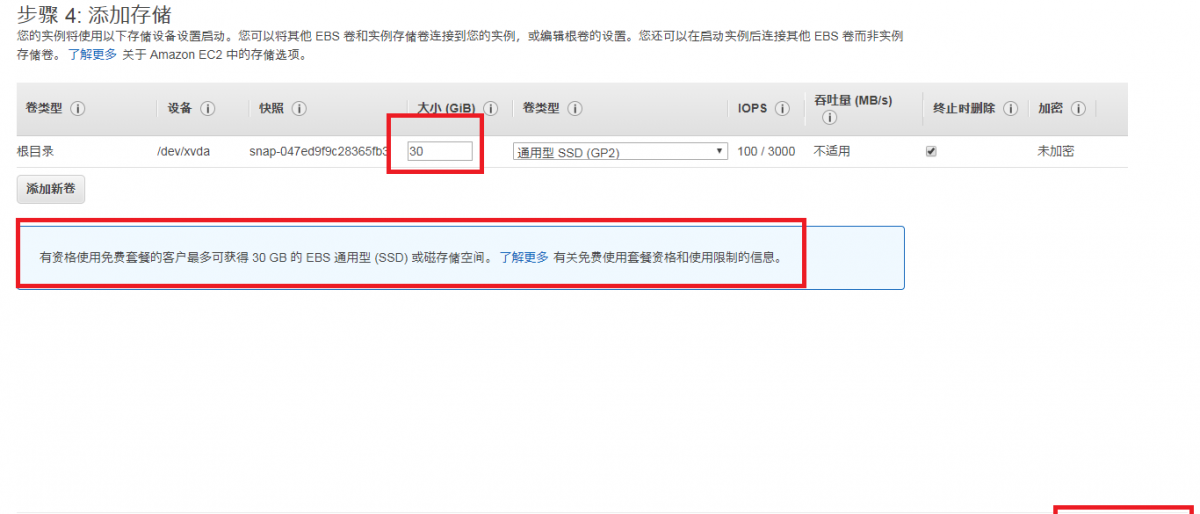 步骤 4: 添加存储
您的实例将使用以下存储设备设置启动。您可以将其他 EBS 卷和实例存储卷连接到您的实例，或编辑根卷的设置。您还可以在启动实例后连接其他 EBS 卷而非实例
存储卷。 了解更多 关于 Amazon EC2 中的存储选项。
卷类型 设备 快照 大小 (GiB) 卷类型 IOPS 吞吐量 (MB/s) 终止时删除 加密
根目录 /dev/xvda snap-047ed9f9c28365fb3 30 通用型 SSD (GP2) 100 / 3000 不适用 未加密
添加新卷
有资格使用免费套餐的客户最多可获得 30 GB 的 EBS 通用型 (SSD) 或磁存储空间。 了解更多 有关免费使用套餐资格和使用限制的信息。